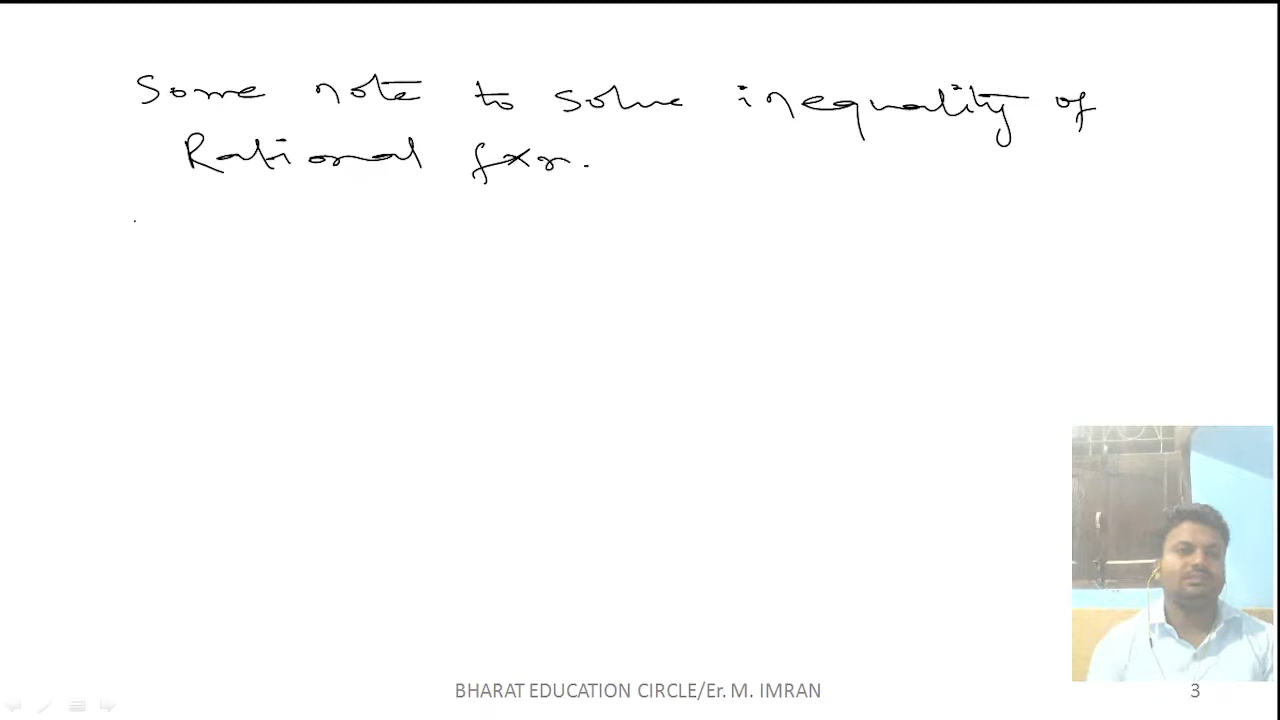 Some note to solve inequality of
Rational fxn.
BHARAT EDUCATION CIRCLE/Er. M. IMRAN
3